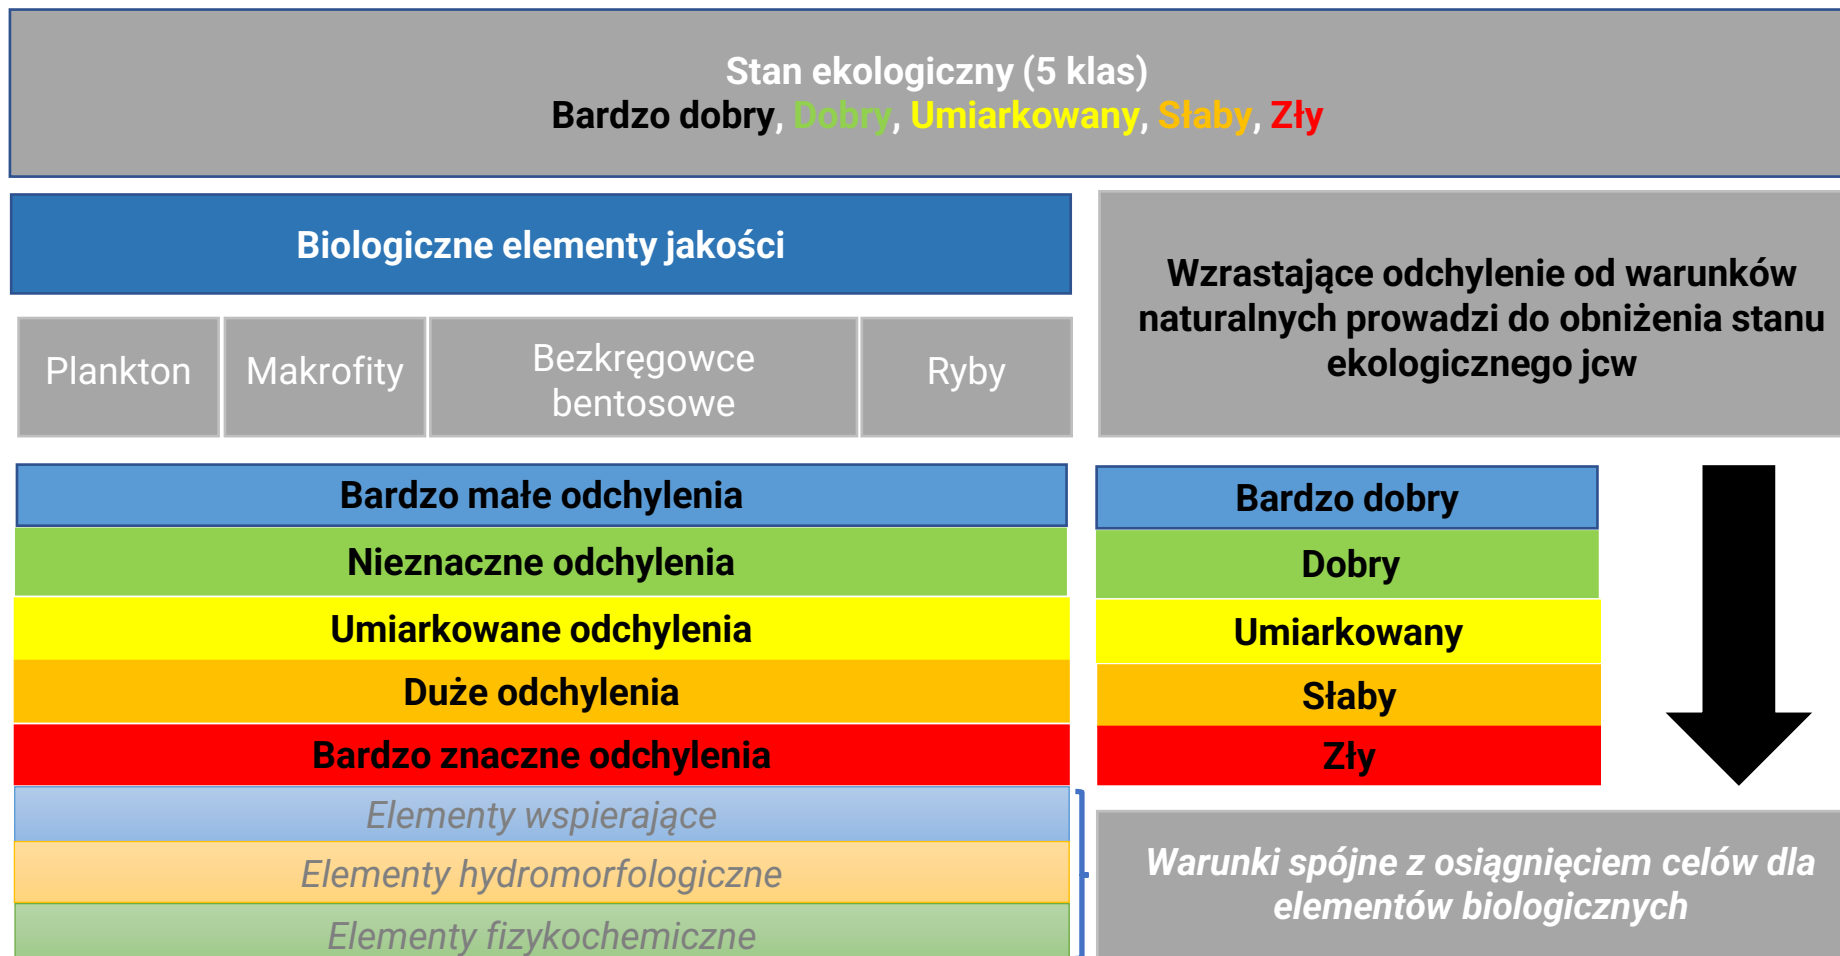 Stan ekologiczny (5 klas)
Bardzo dobry, Dobry, Umiarkowany, Słaby, Zły
Biologiczne elementy jakości
Wzrastające odchylenie od warunków
naturalnych prowadzi do obniżenia stanu
ekologicznego jcw
Plankton
Makrofity
Bezkręgowce
bentosowe
Ryby
Bardzo małe odchylenia
Bardzo dobry
Nieznaczne odchylenia
Dobry
Umiarkowane odchylenia
Umiarkowany
Duże odchylenia
Słaby
Bardzo znaczne odchylenia
Zły
Elementy wspierające
Elementy hydromorfologiczne
Elementy fizykochemiczne
Warunki spójne z osiągnięciem celów dla
elementów biologicznych